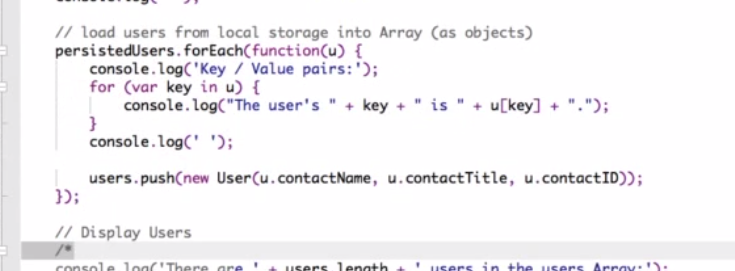 // load users from local storage into Array (as objects)
persistedUsers.forEach(function(u) {
console.log('Key / Value pairs:');
for (var key in u) {
console.log("The user's " + key + " is " + u[key] + ".");
}
console.log(' ');
users.push(new User(u.contactName, u.contactTitle, u.contactID));
});
// Display Users
/*
console.log('There are ' + users.length + ' users in the users Array:');